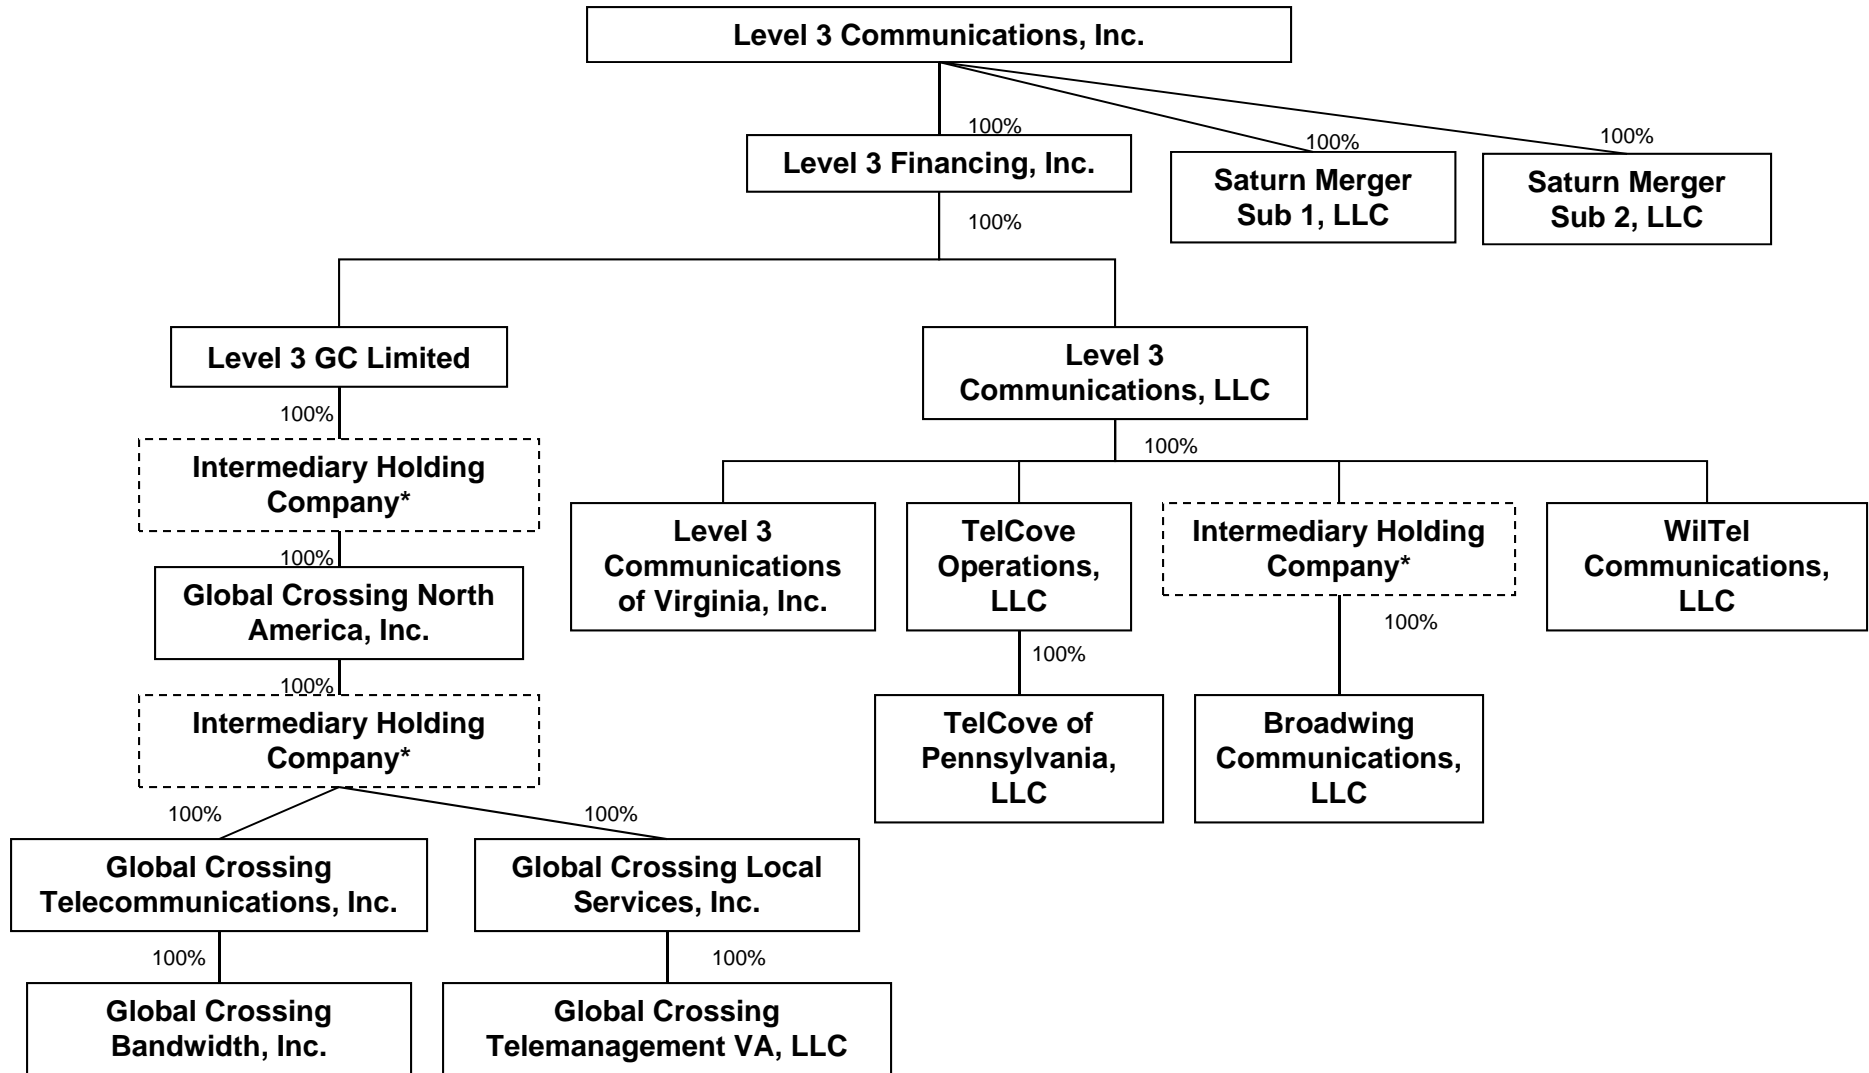 Level 3 Communications, Inc.
100%
100%
100%
Level 3 Financing, Inc.
Saturn Merger
Sub 1, LLC
Saturn Merger
Sub 2, LLC
100%
Level 3 GC Limited
Level 3
Communications, LLC
100%
100%
Intermediary Holding
Company*
Level 3
Communications
of Virginia, Inc.
TelCove
Operations,
LLC
Intermediary Holding
Company*
WilTel
Communications,
LLC
100%
Global Crossing North
America, Inc.
100%
100%
100%
Intermediary Holding
Company*
TelCove of
Pennsylvania,
LLC
Broadwing
Communications,
LLC
100%
100%
Global Crossing
Telecommunications, Inc.
Global Crossing Local
Services, Inc.
100%
100%
Global Crossing
Bandwidth, Inc.
Global Crossing
Telemanagement VA, LLC